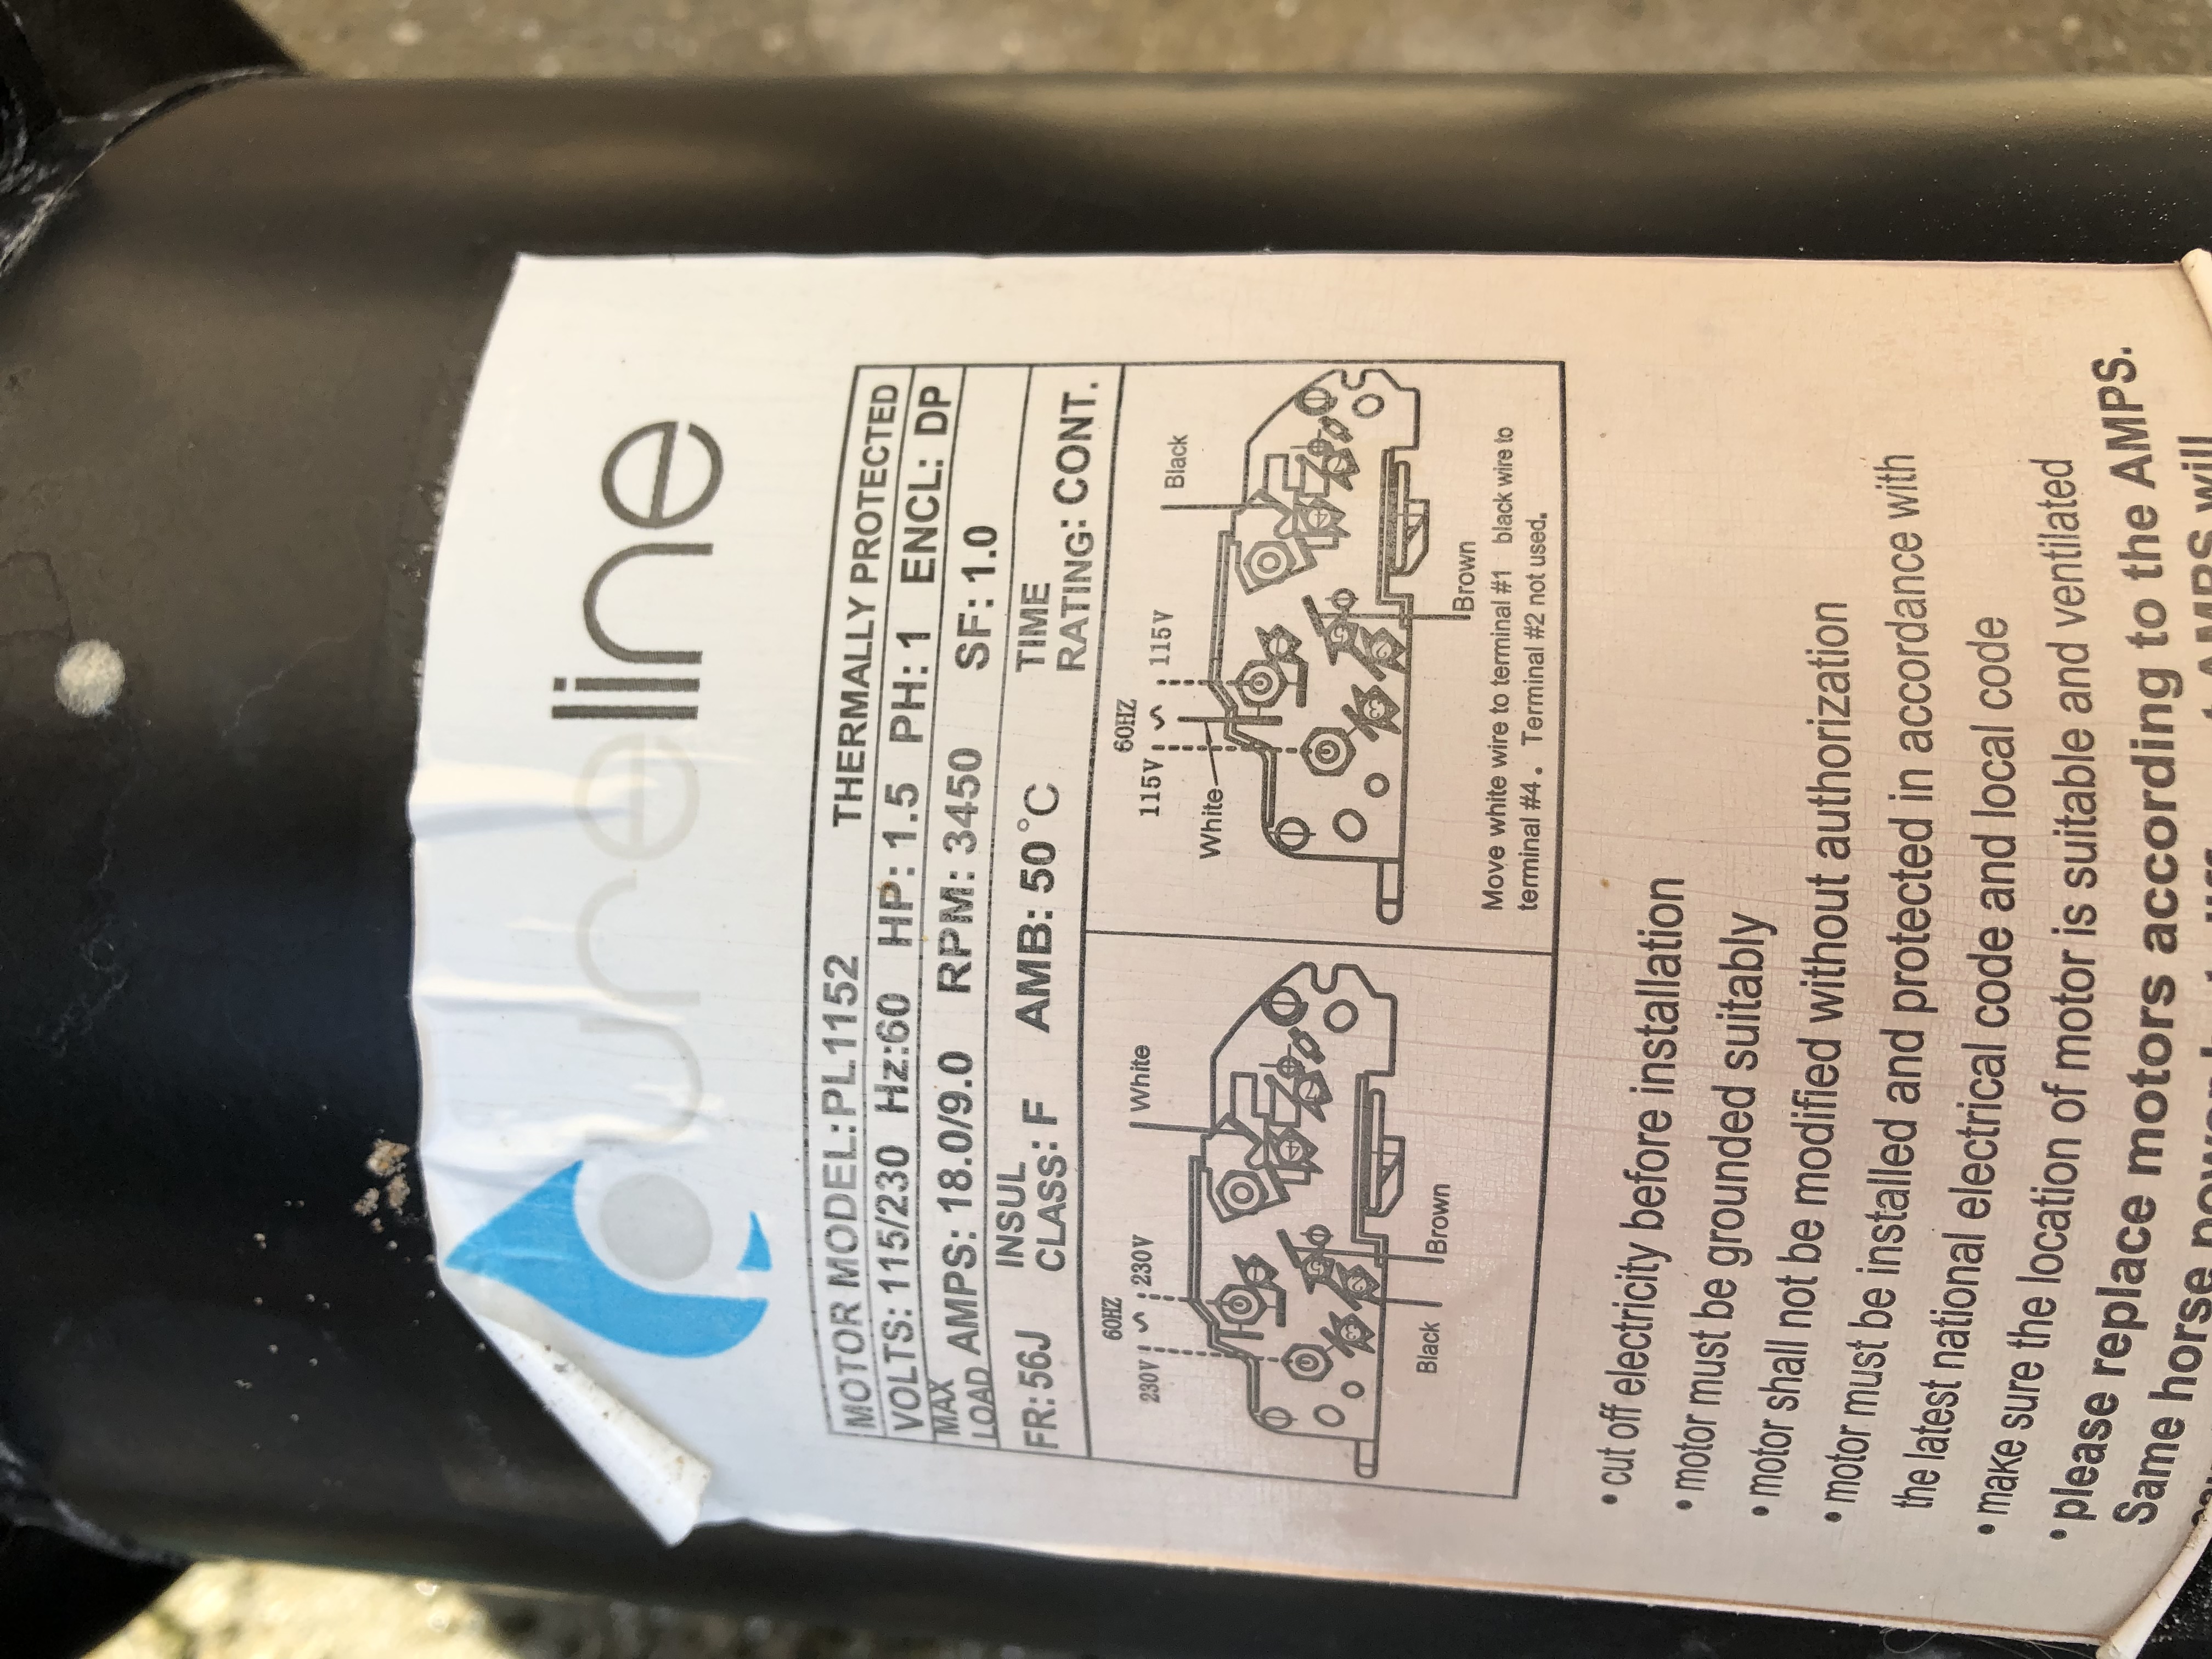 pureline
MOTOR MODEL:PL1152 THERMALLY PROTECTED
VOLTS: 115/230 Hz:60 HP: 1.5 PH: 1 ENCL: DP
MAX LOAD AMPS: 18.0/9.0 RPM: 3450 SF: 1.0
FR: 56J INSUL CLASS: F AMB: 50°C TIME RATING: CONT.
60HZ
230V ~ 230V
White
Black
Brown
60HZ
115V ~ 115V
White
Black
Brown
Move white wire to terminal #1 black wire to
terminal #4. Terminal #2 not used.
• cut off electricity before installation
• motor must be grounded suitably
• motor shall not be modified without authorization
• motor must be installed and protected in accordance with
the latest national electrical code and local code
• make sure the location of motor is suitable and ventilated
• please replace motors according to the AMPS.
Same horse power but AMPS will